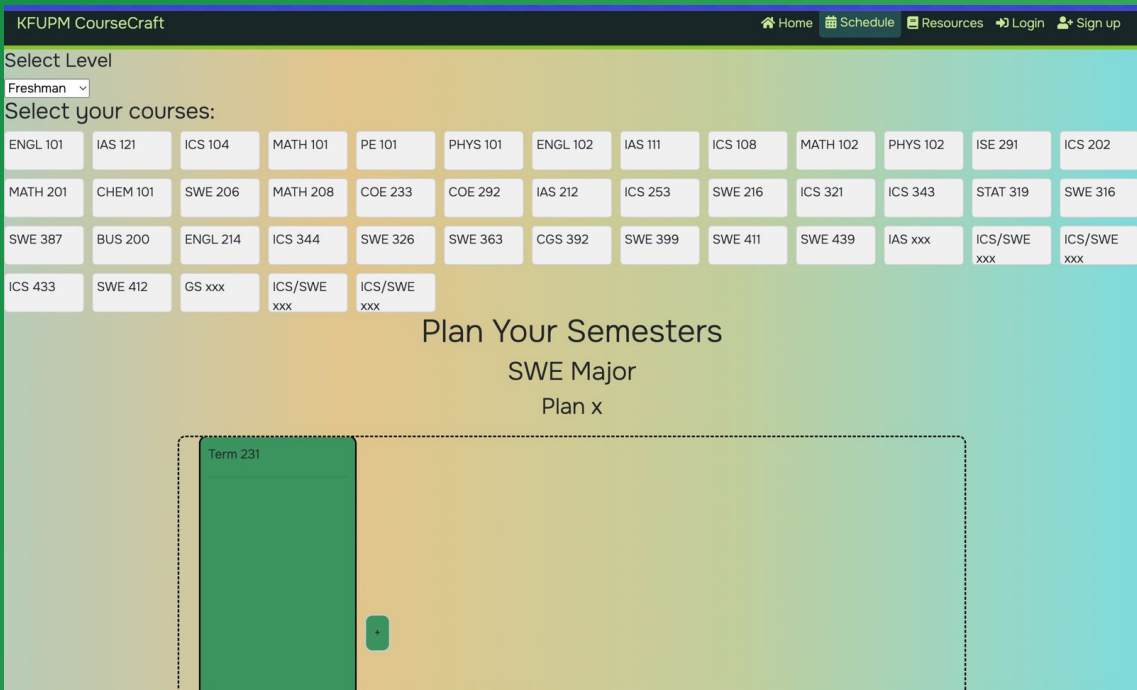 KFUPM CourseCraft Home Schedule Resources Login Sign up
Select Level
Freshman
Select your courses:
ENGL 101 IAS 121 ICS 104 MATH 101 PE 101 PHYS 101 ENGL 102 IAS 111 ICS 108 MATH 102 PHYS 102 ISE 291 ICS 202
MATH 201 CHEM 101 SWE 206 MATH 208 COE 233 COE 292 IAS 212 ICS 253 SWE 216 ICS 321 ICS 343 STAT 319 SWE 316
SWE 387 BUS 200 ENGL 214 ICS 344 SWE 326 SWE 363 CGS 392 SWE 399 SWE 411 SWE 439 IAS xxx ICS/SWE xxx ICS/SWE xxx
ICS 433 SWE 412 GS xxx ICS/SWE xxx ICS/SWE xxx
Plan Your Semesters
SWE Major
Plan x
Term 231
+